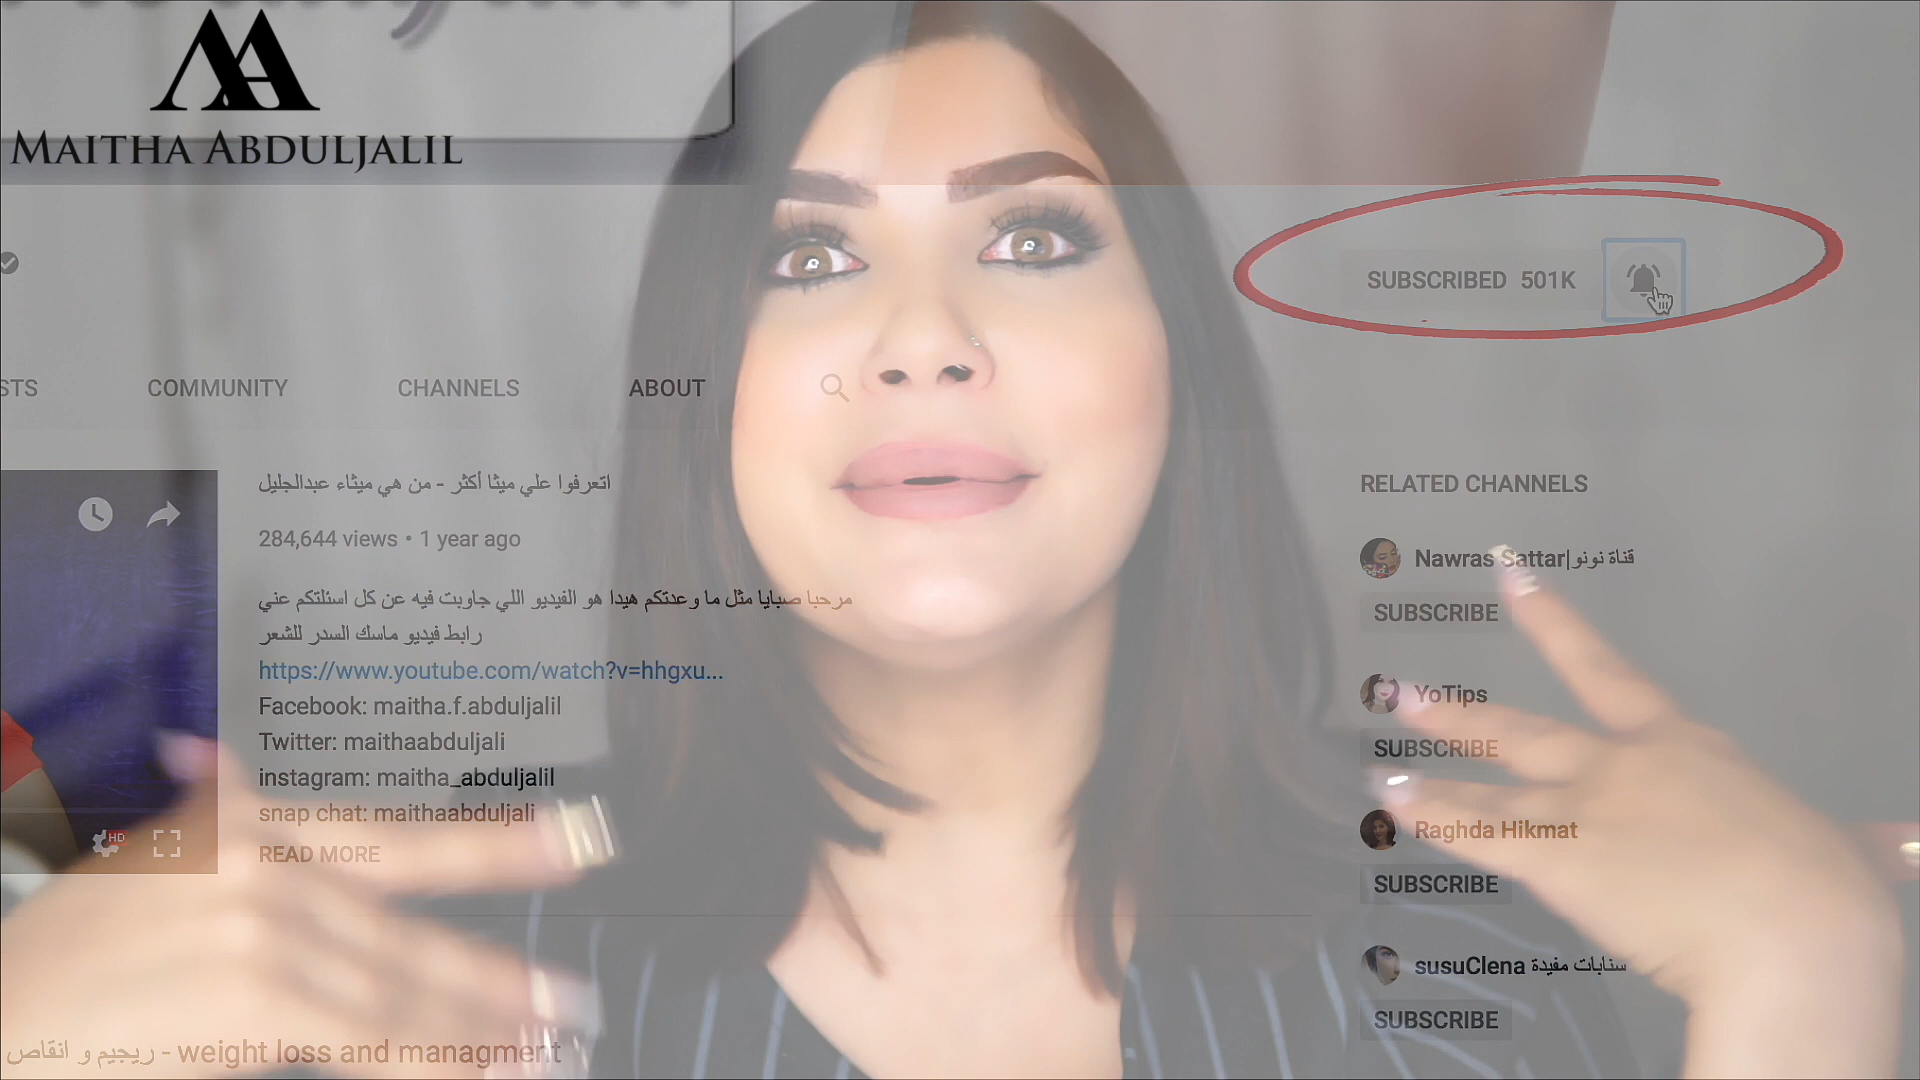 MAITHA ABDULJALIL
SUBSCRIBED 501K
STS
COMMUNITY
CHANNELS
ABOUT
اتعرفوا علي ميثا أكثر - من هي ميثاء عبدالجليل
284,644 views • 1 year ago
مرحبا صبايا مثل ما وعدتكم هيدا هو الفيديو اللي جاوبت فيه عن كل اسئلتكم عني
رابط فيديو ماسك السدر للشعر
https://www.youtube.com/watch?v=hhgxu...
Facebook: maitha.f.abduljalil
Twitter: maithaabduljali
instagram: maitha_abduljalil
snap chat: maithaabduljali
READ MORE
HD
ريجيم و انقاص - weight loss and managment
RELATED CHANNELS
Nawras Sattar|قناة نونو
SUBSCRIBE
YoTips
SUBSCRIBE
Raghda Hikmat
SUBSCRIBE
susuClena سنابات مفيدة
SUBSCRIBE